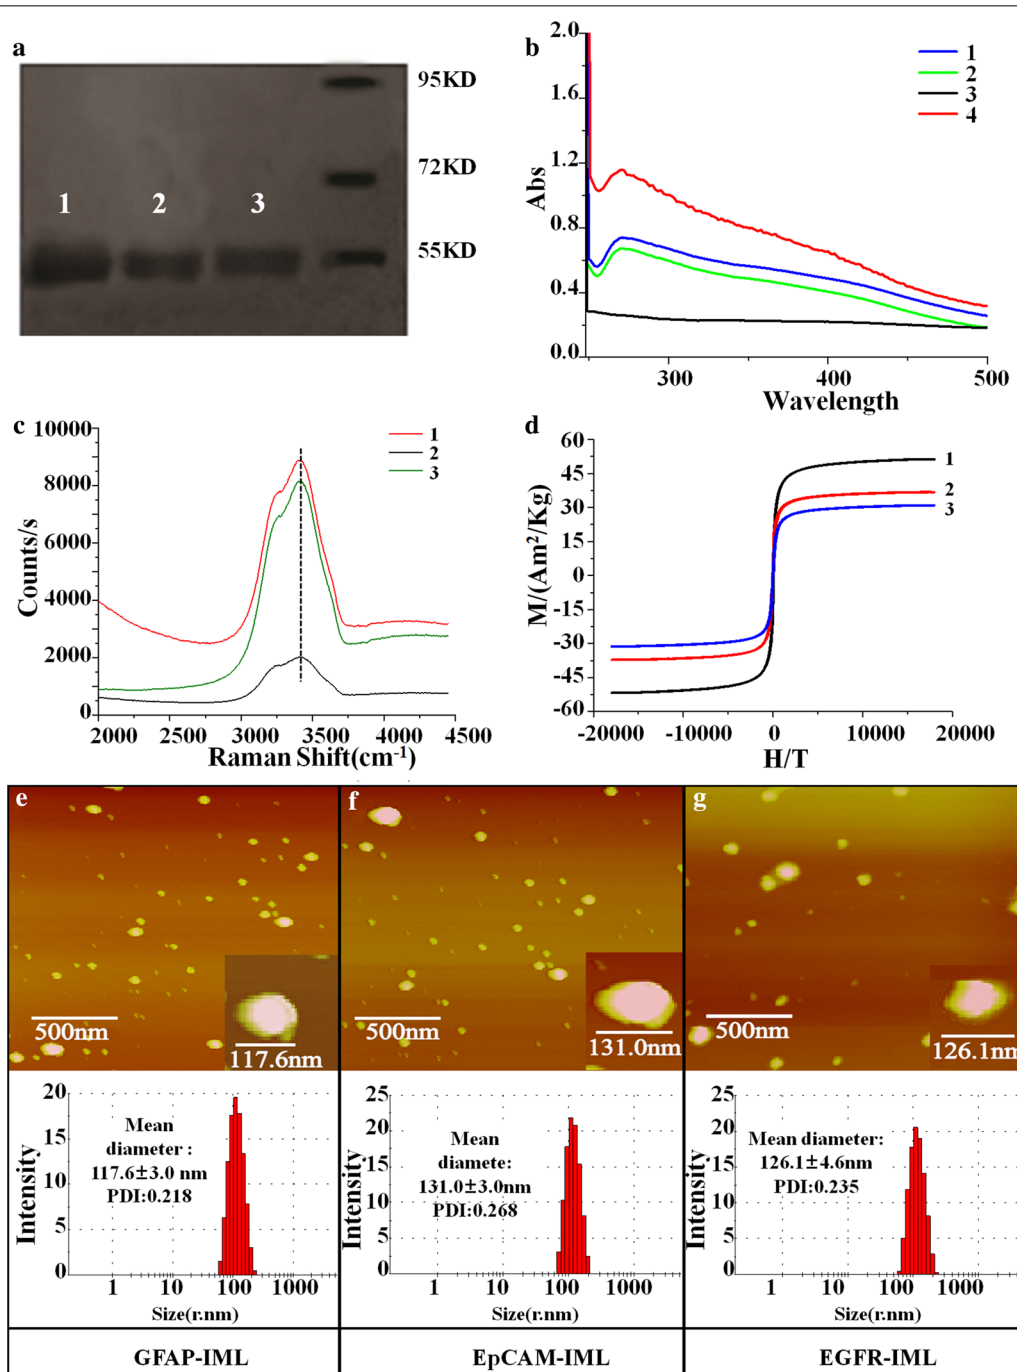 a
95KD
72KD
55KD
1 2 3
b
2.0
1.6
1.2
0.8
0.4
0.0
Abs
1
2
3
4
300 400 500
Wavelength
c
10000
8000
6000
4000
2000
0
Counts/s
1
2
3
2000 2500 3000 3500 4000 4500
Raman Shift(cm⁻¹)
d
60
45
30
15
0
-15
-30
-45
-60
M/(Am²/Kg)
1
2
3
-20000 -10000 0 10000 20000
H/T
e
500nm
117.6nm
f
500nm
131.0nm
g
500nm
126.1nm
20
15
10
5
0
Intensity
Mean
diameter :
117.6±3.0 nm
PDI:0.218
1 10 100 1000
Size(r.nm)
25
20
15
10
5
0
Intensity
Mean
diamete:
131.0±3.0nm
PDI:0.268
1 10 100 1000
Size(r.nm)
25
20
15
10
5
0
Intensity
Mean diameter:
126.1±4.6nm
PDI:0.235
1 10 100 1000
Size(r.nm)
GFAP-IML
EpCAM-IML
EGFR-IML